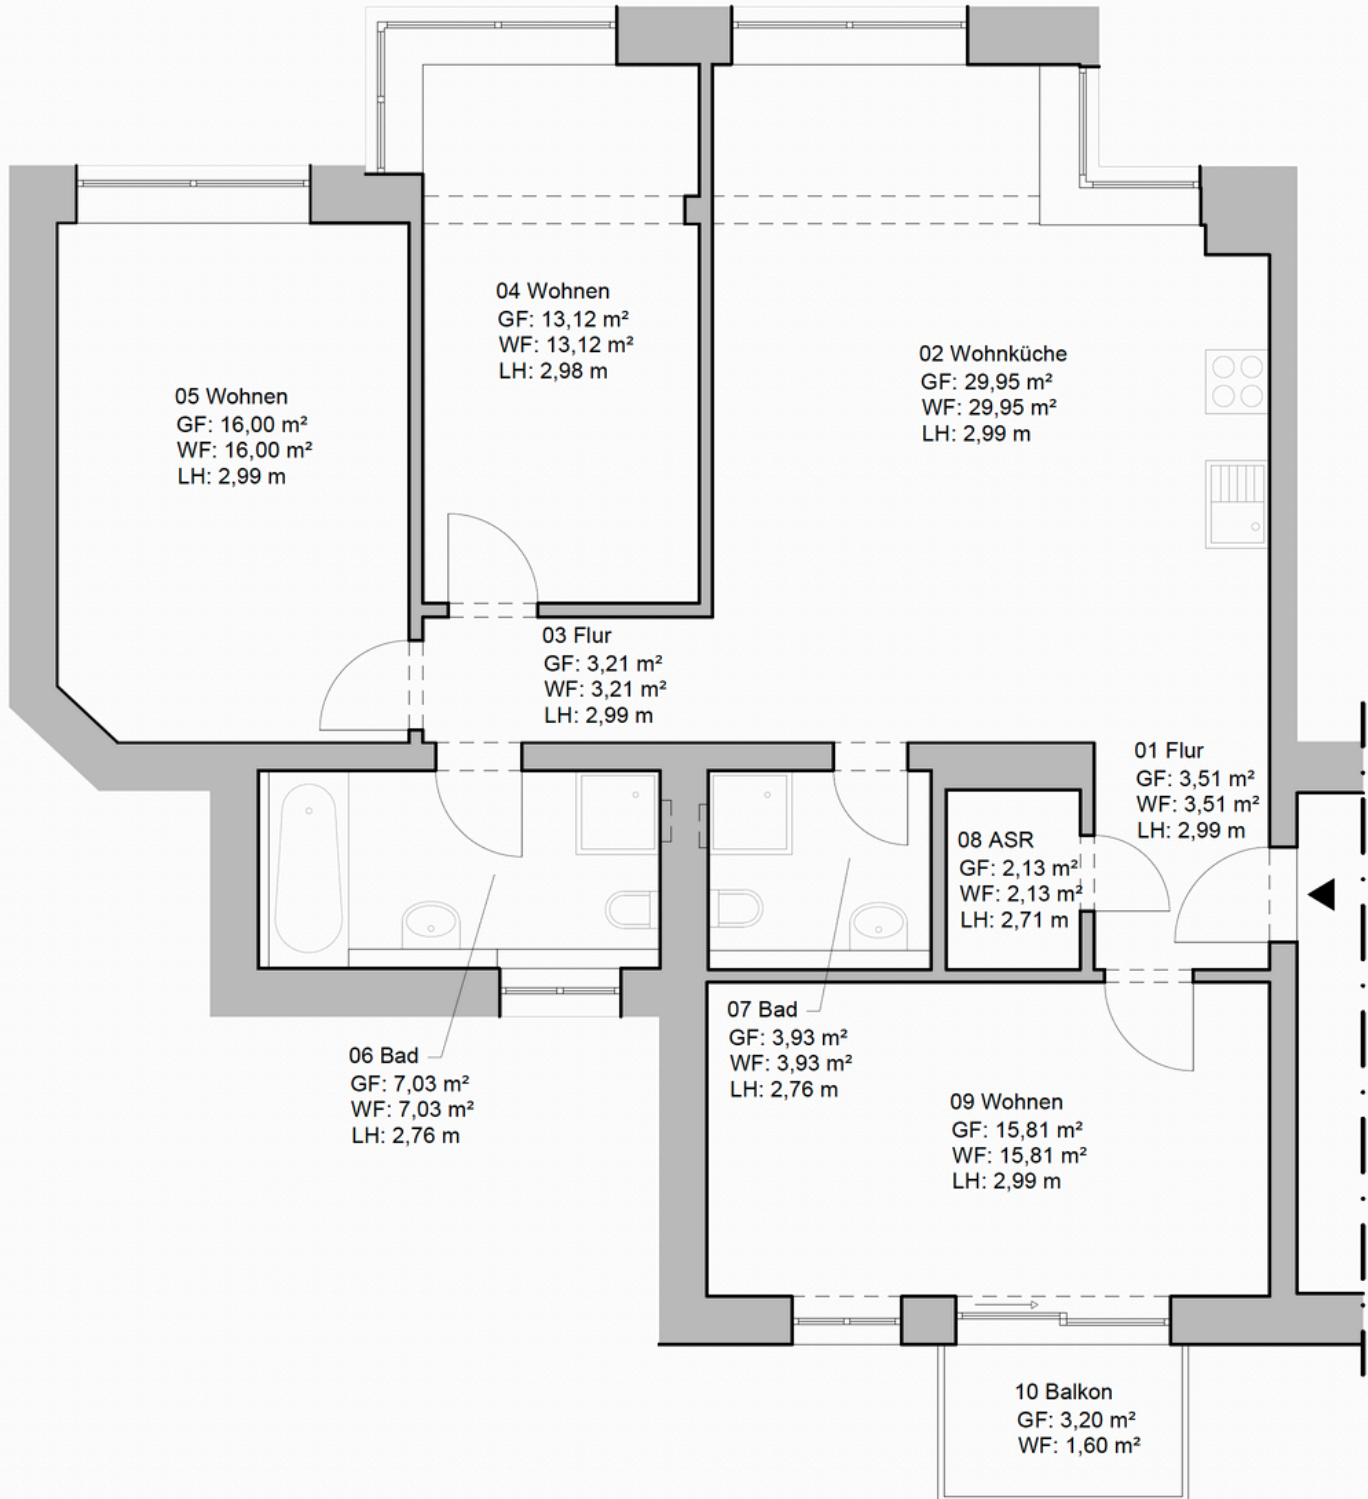 04 Wohnen
GF: 13,12 m²
WF: 13,12 m²
LH: 2,98 m
02 Wohnküche
GF: 29,95 m²
WF: 29,95 m²
LH: 2,99 m
05 Wohnen
GF: 16,00 m²
WF: 16,00 m²
LH: 2,99 m
03 Flur
GF: 3,21 m²
WF: 3,21 m²
LH: 2,99 m
01 Flur
GF: 3,51 m²
WF: 3,51 m²
LH: 2,99 m
08 ASR
GF: 2,13 m²
WF: 2,13 m²
LH: 2,71 m
07 Bad
GF: 3,93 m²
WF: 3,93 m²
LH: 2,76 m
06 Bad
GF: 7,03 m²
WF: 7,03 m²
LH: 2,76 m
09 Wohnen
GF: 15,81 m²
WF: 15,81 m²
LH: 2,99 m
10 Balkon
GF: 3,20 m²
WF: 1,60 m²